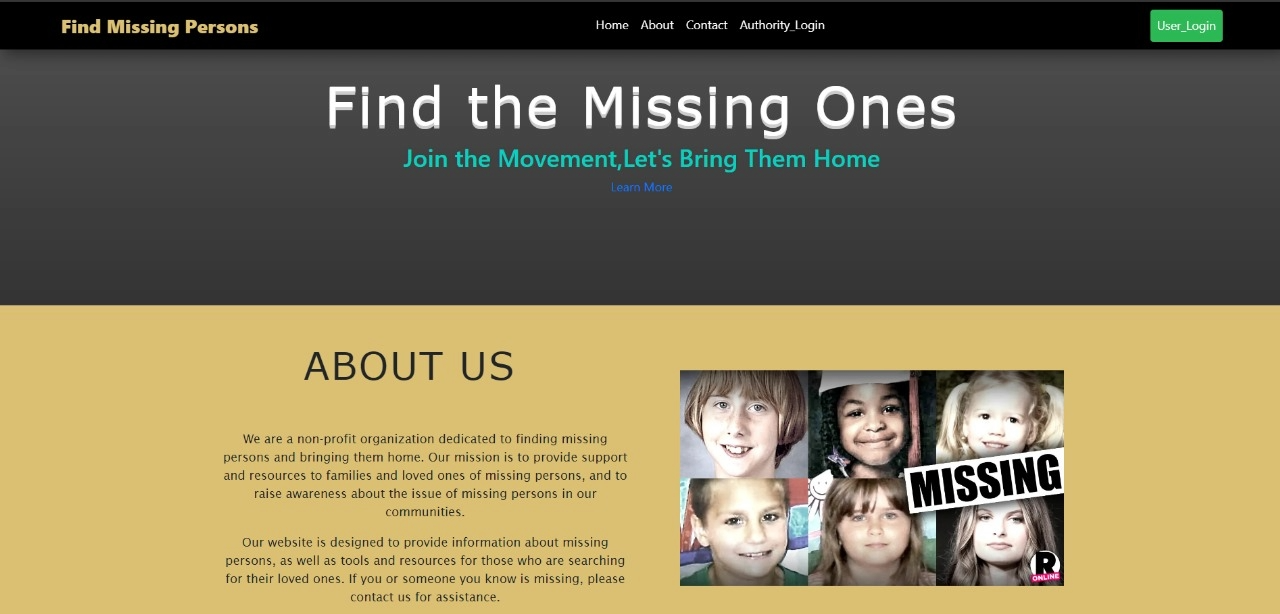 Find Missing Persons
Home About Contact Authority_Login
User_Login
Find the Missing Ones
Join the Movement,Let's Bring Them Home
Learn More
ABOUT US
We are a non-profit organization dedicated to finding missing
persons and bringing them home. Our mission is to provide support
and resources to families and loved ones of missing persons, and to
raise awareness about the issue of missing persons in our
communities.
Our website is designed to provide information about missing
persons, as well as tools and resources for those who are searching
for their loved ones. If you or someone you know is missing, please
contact us for assistance.
MISSING
R
ONLINE